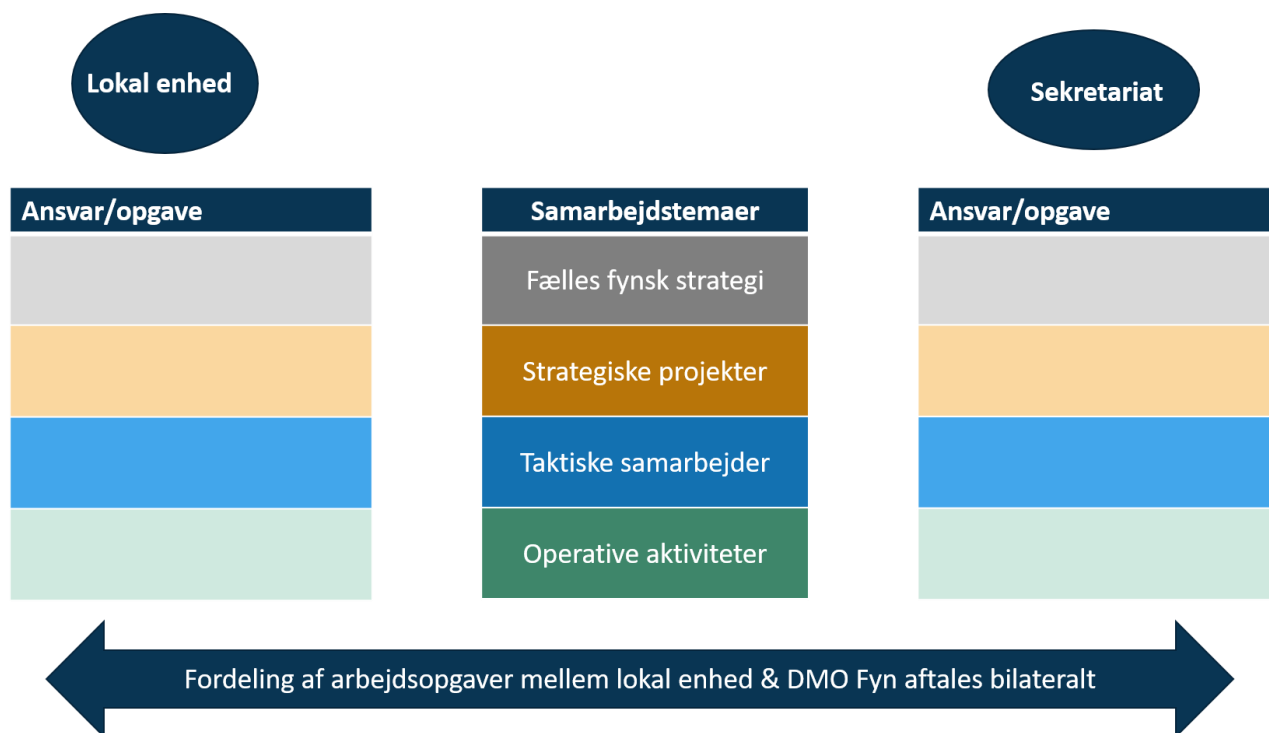 Lokal enhed
Sekretariat
Ansvar/opgave
Samarbejdstemaer
Ansvar/opgave
Fælles fynsk strategi
Strategiske projekter
Taktiske samarbejder
Operative aktiviteter
Fordeling af arbejdsopgaver mellem lokal enhed & DMO Fyn aftales bilateralt